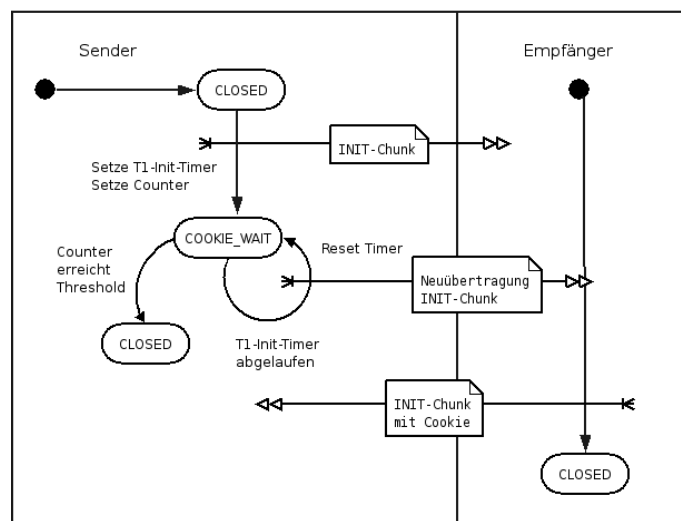 Sender
Empfänger
CLOSED
INIT-Chunk
Setze T1-Init-Timer
Setze Counter
COOKIE_WAIT
Reset Timer
Counter
erreicht
Threshold
Neuübertragung
INIT-Chunk
CLOSED
T1-Init-Timer
abgelaufen
INIT-Chunk
mit Cookie
CLOSED